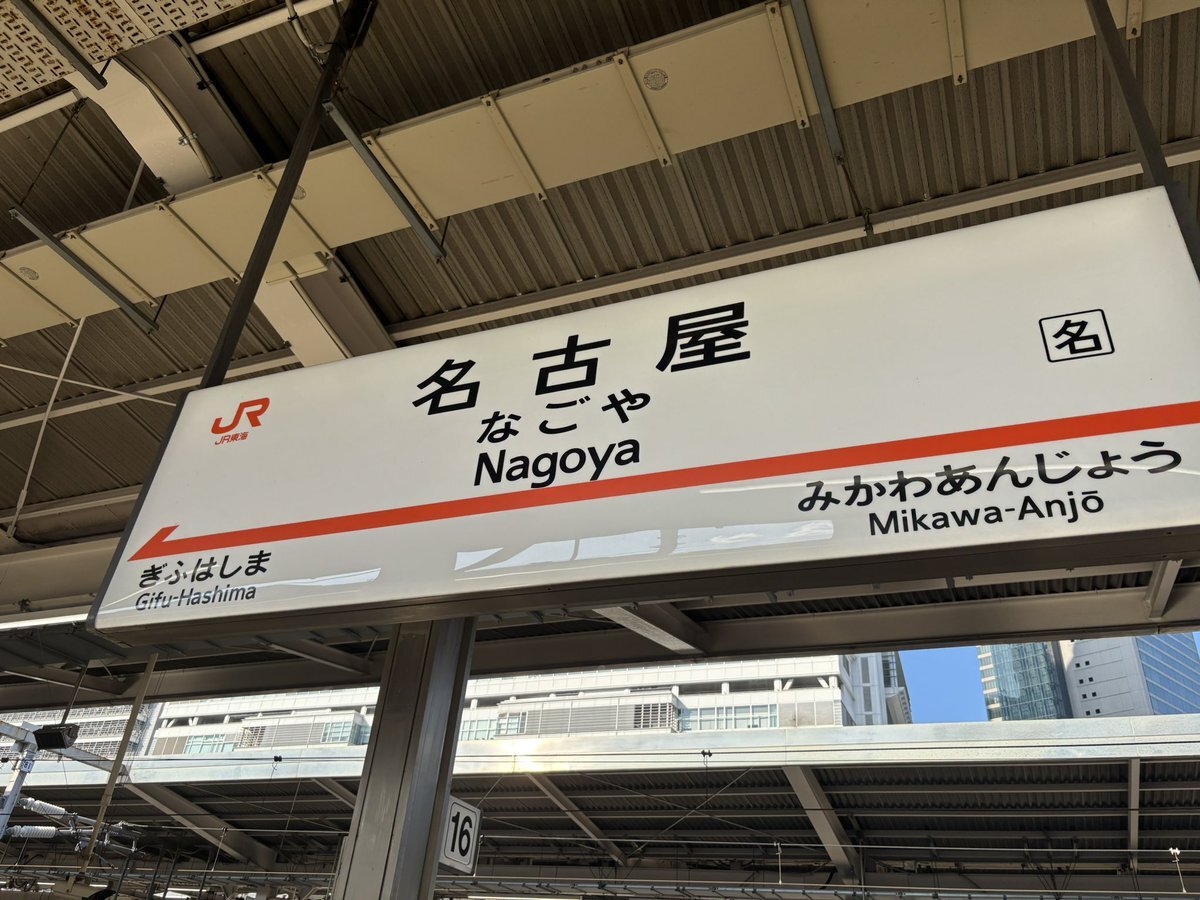 JR
JR東海
名古屋
なごや
Nagoya
名
ぎふはしま
Gifu-Hashima
みかわあんじょう
Mikawa-Anjō
16